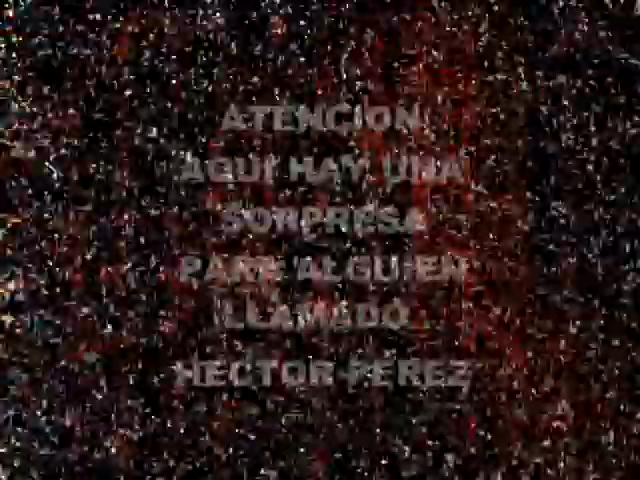 ATENCION
AQUI HAY UNA
SORPRESA
PARA ALGUIEN
LLAMADO
HECTOR PEREZ